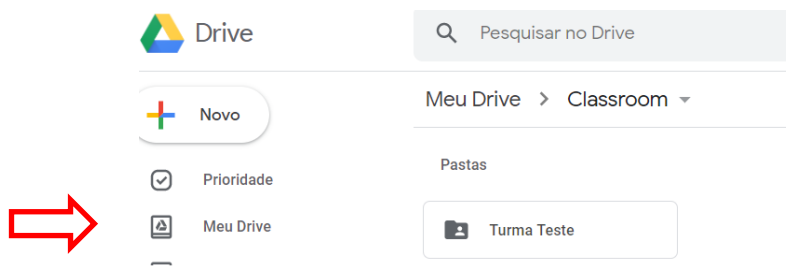 Drive
Pesquisar no Drive
Meu Drive > Classroom
Novo
Pastas
Prioridade
Meu Drive
Turma Teste